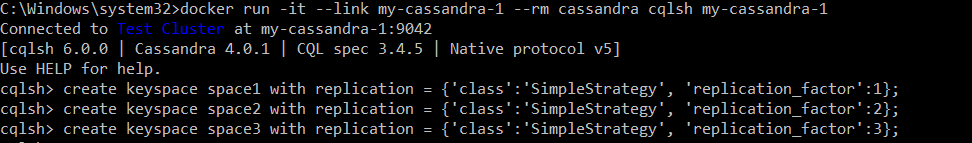 C:\Windows\system32>docker run -it --link my-cassandra-1 --rm cassandra cqlsh my-cassandra-1
Connected to Test Cluster at my-cassandra-1:9042
[cqlsh 6.0.0 | Cassandra 4.0.1 | CQL spec 3.4.5 | Native protocol v5]
Use HELP for help.
cqlsh> create keyspace space1 with replication = {'class':'SimpleStrategy', 'replication_factor':1};
cqlsh> create keyspace space2 with replication = {'class':'SimpleStrategy', 'replication_factor':2};
cqlsh> create keyspace space3 with replication = {'class':'SimpleStrategy', 'replication_factor':3};